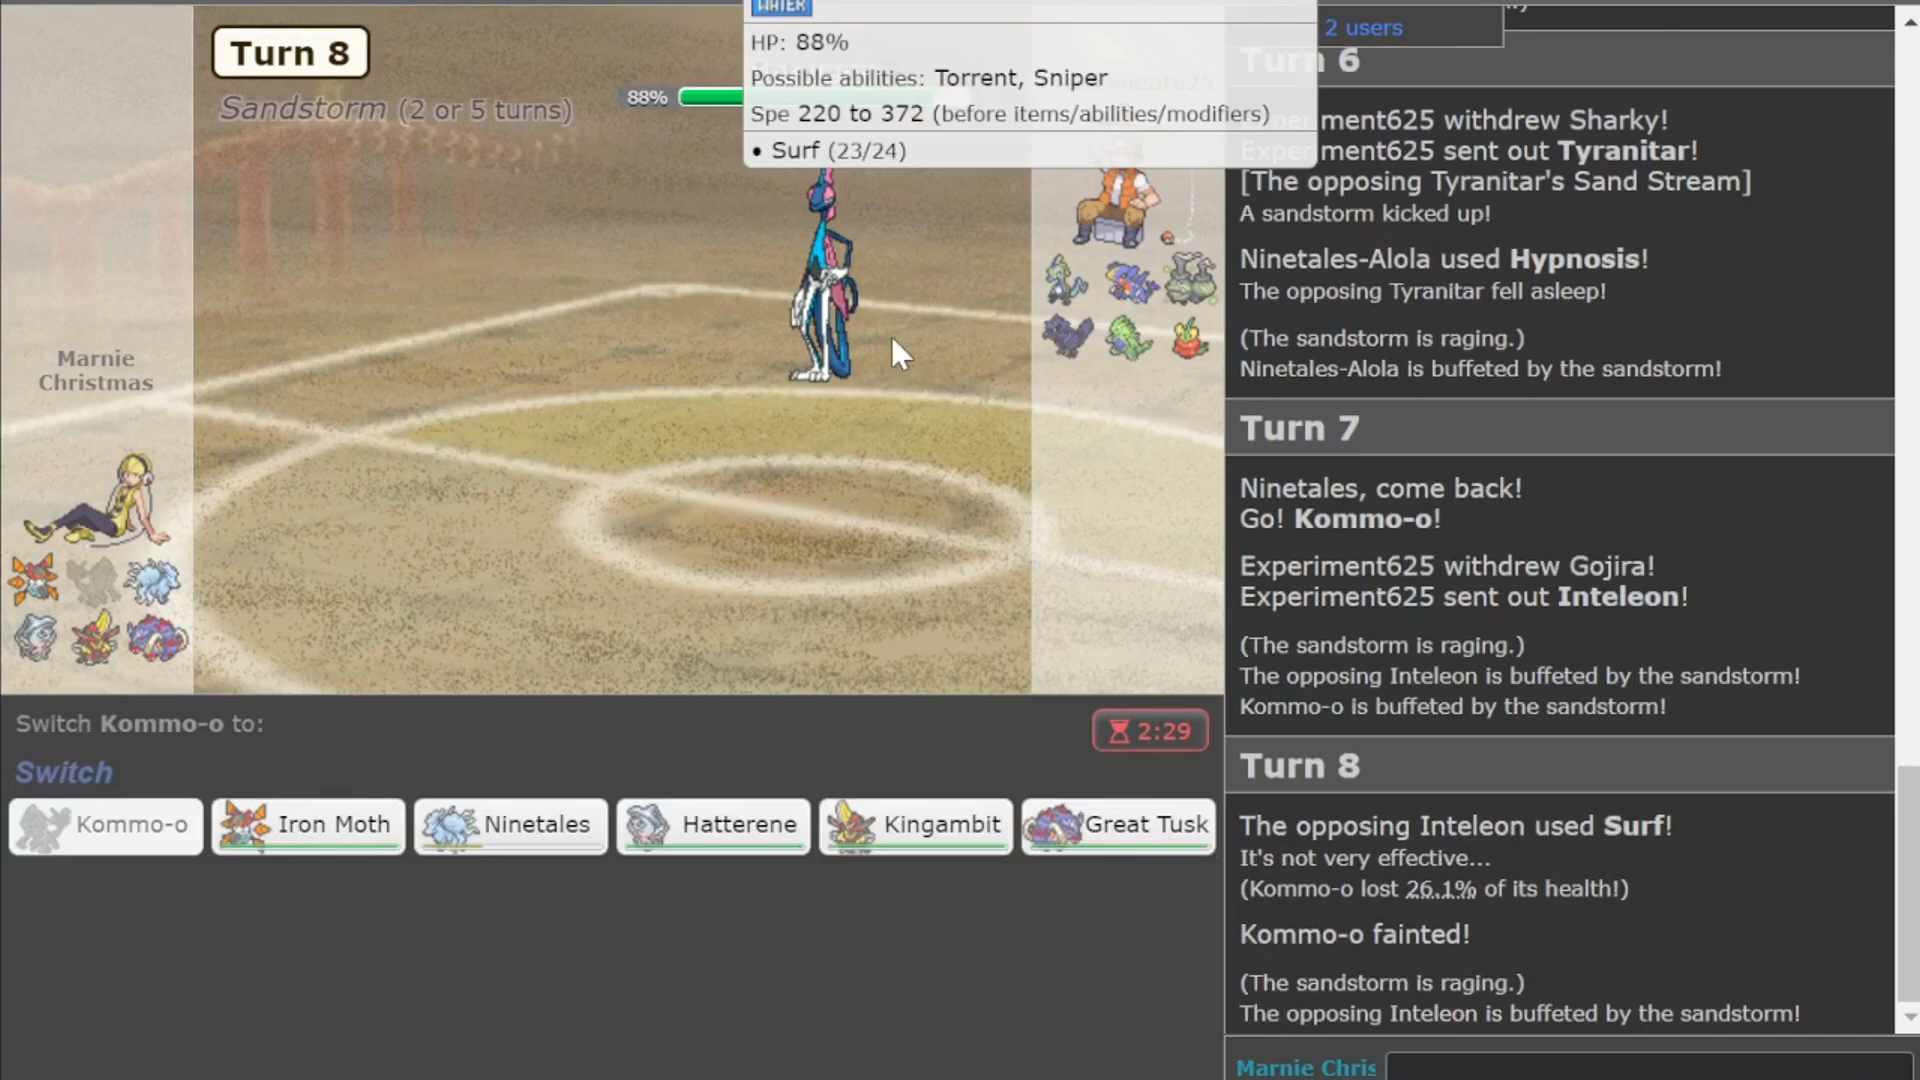 WATER
HP: 88%
Possible abilities: Torrent, Sniper
Spe 220 to 372 (before items/abilities/modifiers)
• Surf (23/24)
Turn 8
Sandstorm (2 or 5 turns)
88%
Marnie
Christmas
Switch Kommo-o to:
2:29
Switch
Kommo-o
Iron Moth
Ninetales
Hatterene
Kingambit
Great Tusk
2 users
Turn 6
Experiment625 withdrew Sharky!
Experiment625 sent out Tyranitar!
[The opposing Tyranitar's Sand Stream]
A sandstorm kicked up!
Ninetales-Alola used Hypnosis!
The opposing Tyranitar fell asleep!
(The sandstorm is raging.)
Ninetales-Alola is buffeted by the sandstorm!
Turn 7
Ninetales, come back!
Go! Kommo-o!
Experiment625 withdrew Gojira!
Experiment625 sent out Inteleon!
(The sandstorm is raging.)
The opposing Inteleon is buffeted by the sandstorm!
Kommo-o is buffeted by the sandstorm!
Turn 8
The opposing Inteleon used Surf!
It's not very effective...
(Kommo-o lost 26.1% of its health!)
Kommo-o fainted!
(The sandstorm is raging.)
The opposing Inteleon is buffeted by the sandstorm!
Marnie Chris